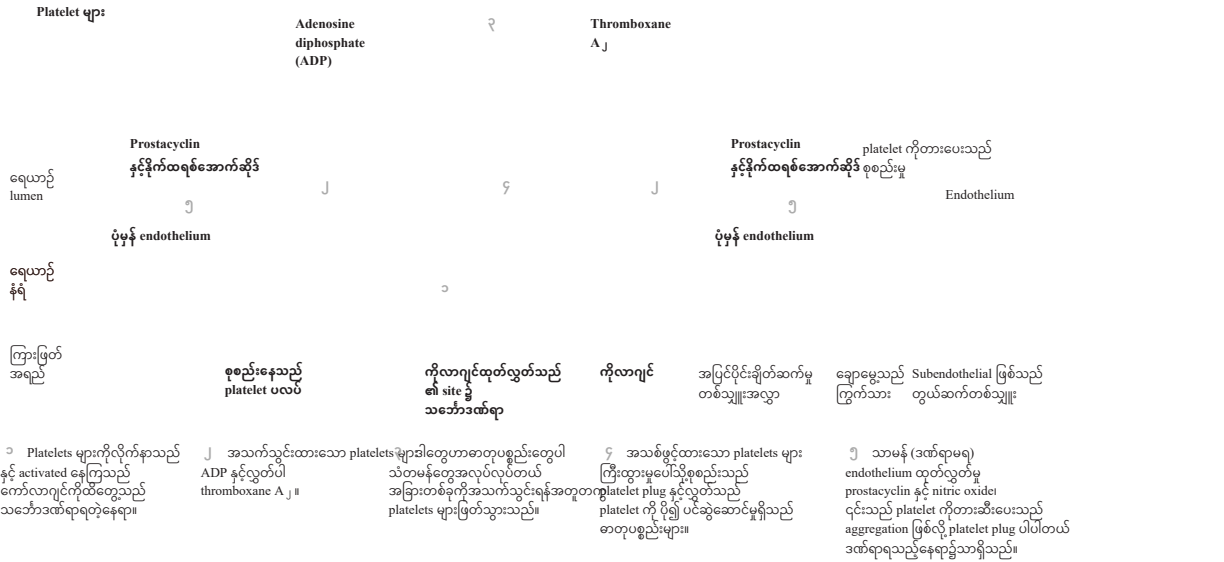 Platelet များ
Adenosine
diphosphate
(ADP)
၃
Thromboxane
A ၂
Prostacyclin
နှင့်နိုက်ထရစ်အောက်ဆိုဒ်
Prostacyclin
နှင့်နိုက်ထရစ်အောက်ဆိုဒ်
platelet ကိုတားပေးသည်
စုစည်းမှု
ရေယာဉ်
lumen
၂
၄
၂
Endothelium
၅
၅
ပုံမှန် endothelium
ပုံမှန် endothelium
ရေယာဉ်
နံရံ
၁
ကြားဖြတ်
အရည်
စုစည်းနေသည်
platelet ပလပ်
ကိုလာဂျင်ထုတ်လွှတ်သည်
၏ site ၌
သင်္ဘောဒဏ်ရာ
ကိုလာဂျင်
အပြင်ပိုင်းချိတ်ဆက်မှု
တစ်သျှူးအလွှာ
ချောမွေ့သည်
ကြွက်သား
Subendothelial ဖြစ်သည်
တွယ်ဆက်တစ်သျှူး
၁ Platelets များကိုလိုက်နာသည်
နှင့် activated နေကြသည်
ကော်လာဂျင်ကိုထိတွေ့သည်
သင်္ဘောဒဏ်ရာရတဲ့နေရာ။
၂ အသက်သွင်းထားသော platelets များ
ADP နှင့်လွှတ်ပါ
thromboxane A ၂ ။
၃ ဒါတွေဟာဓာတုပစ္စည်းတွေပါ
သံတမန်တွေအလုပ်လုပ်တယ်
အခြားတစ်ခုကိုအသက်သွင်းရန်အတူတကွ
platelets များဖြတ်သွားသည်။
၄ အသစ်ဖွင့်ထားသော platelets များ
ကြီးထွားမှုပေါ်သို့စုစည်းသည်
platelet plug နှင့်လွှတ်သည်
platelet ကို ပို၍ ပင်ဆွဲဆောင်မှုရှိသည်
ဓာတုပစ္စည်းများ။
၅ သာမန် (ဒဏ်ရာမရ)
endothelium ထုတ်လွှတ်မှု
prostacyclin နှင့် nitric oxide၊
၎င်းသည် platelet ကိုတားဆီးပေးသည်
aggregation ဖြစ်လို့ platelet plug ပါပါတယ်
ဒဏ်ရာရသည့်နေရာ၌သာရှိသည်။